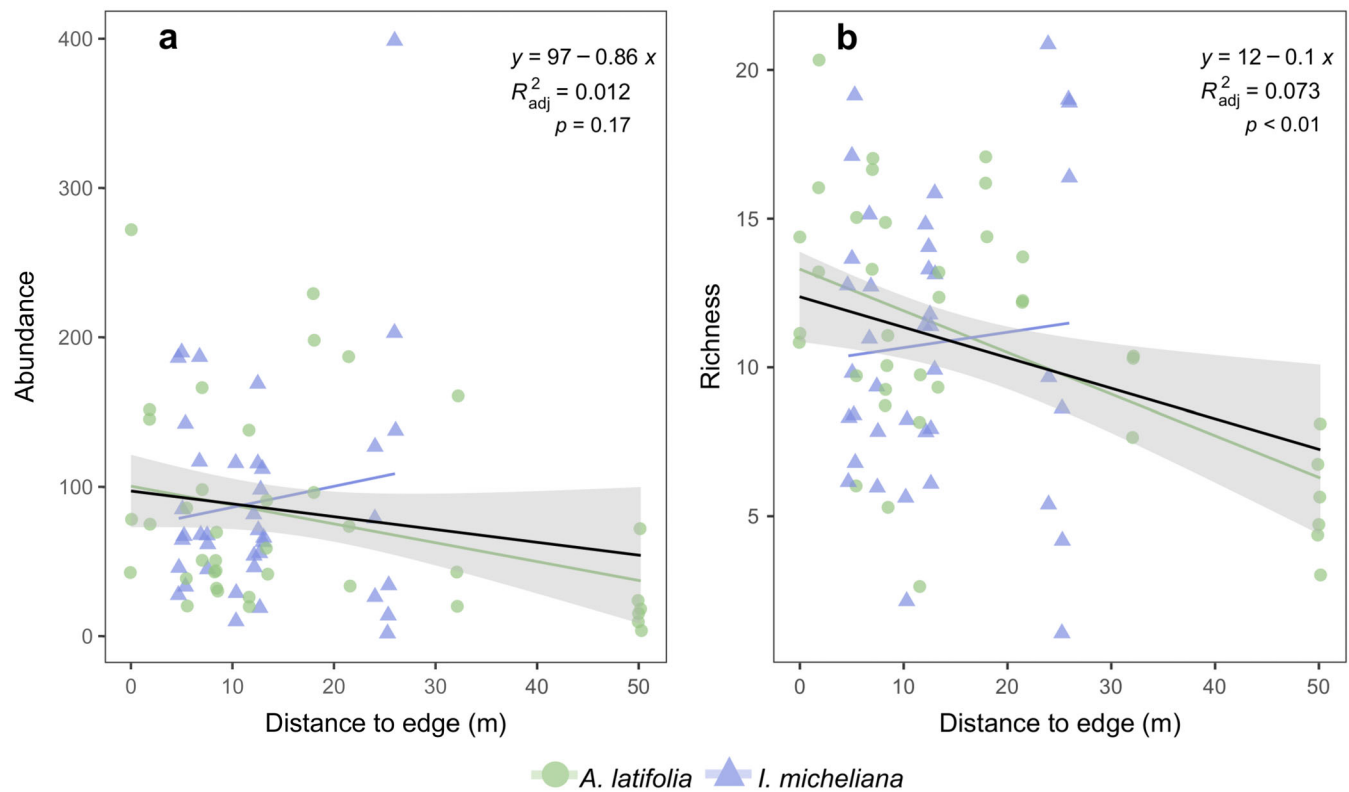 a
y = 97 − 0.86 x
R²adj = 0.012
p = 0.17
400
300
200
100
0
Abundance
0 10 20 30 40 50
Distance to edge (m)
b
y = 12 − 0.1 x
R²adj = 0.073
p < 0.01
20
15
10
5
Richness
0 10 20 30 40 50
Distance to edge (m)
A. latifolia I. micheliana